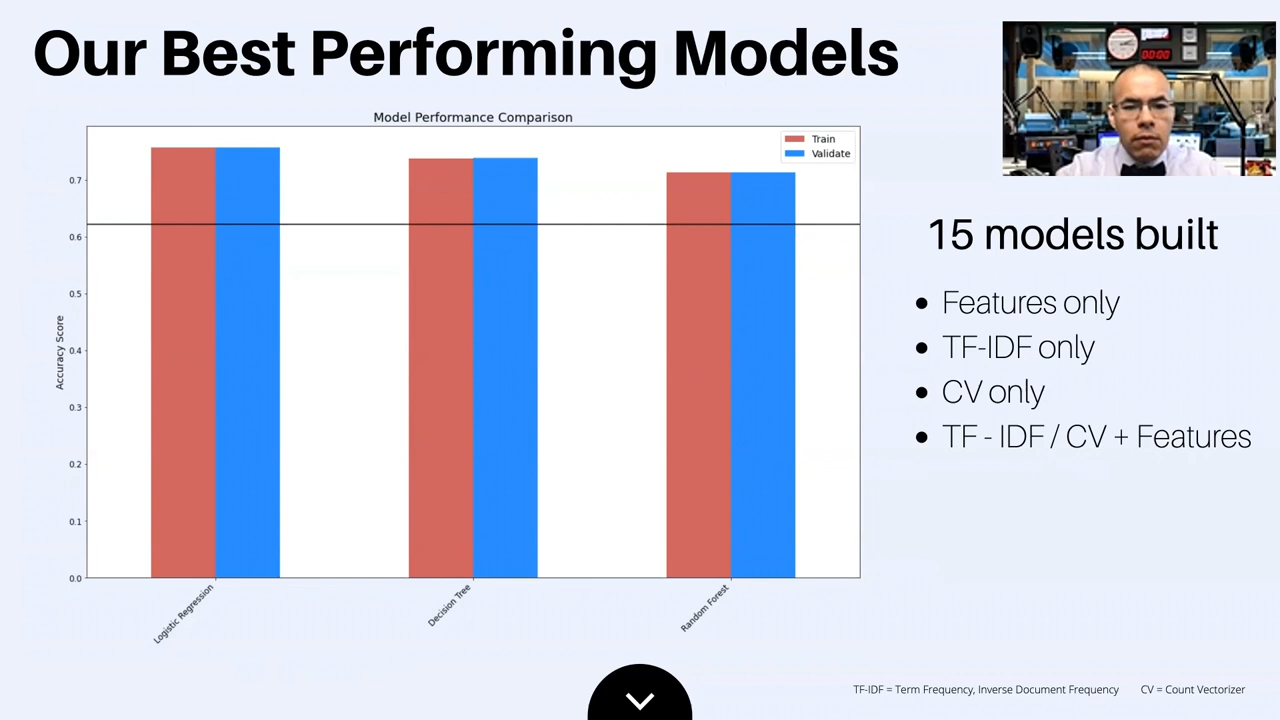 Our Best Performing Models
Model Performance Comparison
Train
Validate
0.7
0.6
0.5
0.4
0.3
0.2
0.1
0.0
Accuracy Score
Logistic Regression
Decision Tree
Random Forest
15 models built
Features only
TF-IDF only
CV only
TF - IDF / CV + Features
TF-IDF = Term Frequency, Inverse Document Frequency
CV = Count Vectorizer